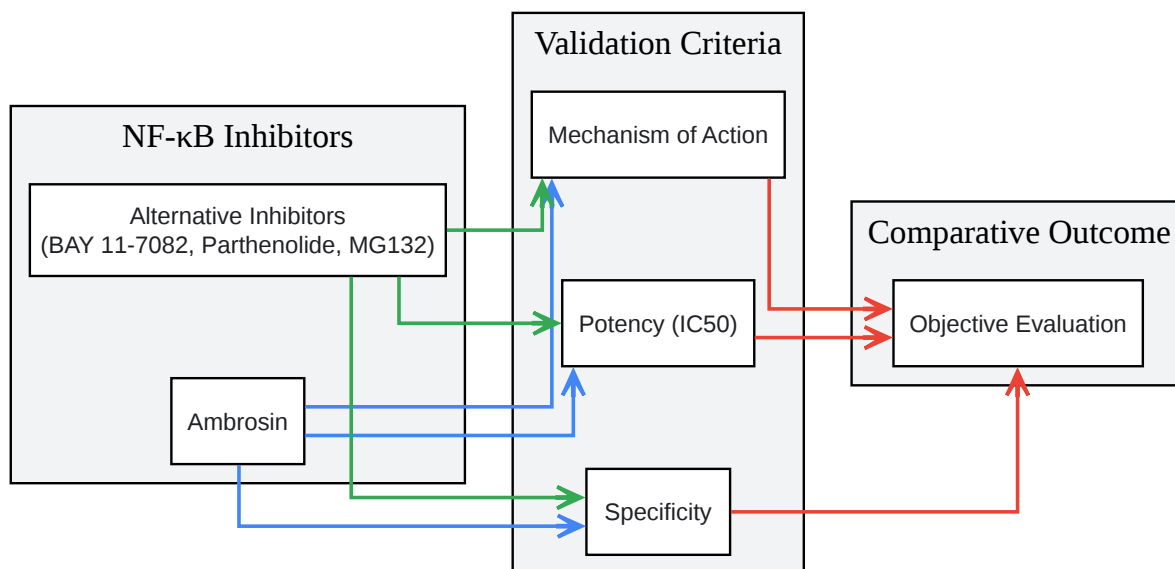 NF-κB Inhibitors
Alternative Inhibitors
(BAY 11-7082, Parthenolide, MG132)
Ambrosin
Validation Criteria
Mechanism of Action
Potency (IC50)
Specificity
Comparative Outcome
Objective Evaluation